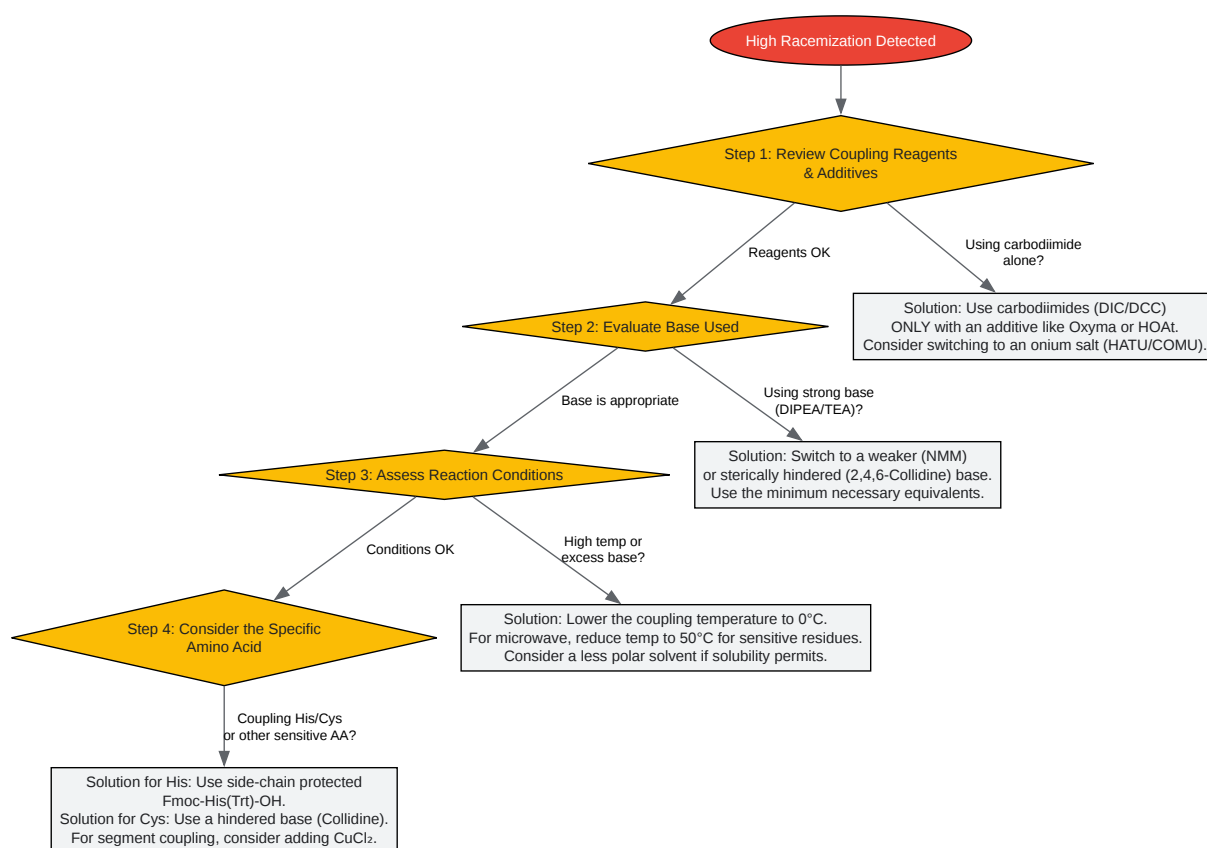 High Racemization Detected
Step 1: Review Coupling Reagents
& Additives
Reagents OK
Using carbodiimide
alone?
Step 2: Evaluate Base Used
Solution: Use carbodiimides (DIC/DCC)
ONLY with an additive like Oxyma or HOAt.
Consider switching to an onium salt (HATU/COMU).
Base is appropriate
Using strong base
(DIPEA/TEA)?
Step 3: Assess Reaction Conditions
Solution: Switch to a weaker (NMM)
or sterically hindered (2,4,6-Collidine) base.
Use the minimum necessary equivalents.
Conditions OK
High temp or
excess base?
Step 4: Consider the Specific
Amino Acid
Solution: Lower the coupling temperature to 0°C.
For microwave, reduce temp to 50°C for sensitive residues.
Consider a less polar solvent if solubility permits.
Coupling His/Cys
or other sensitive AA?
Solution for His: Use side-chain protected
Fmoc-His(Trt)-OH.
Solution for Cys: Use a hindered base (Collidine).
For segment coupling, consider adding CuCl₂.